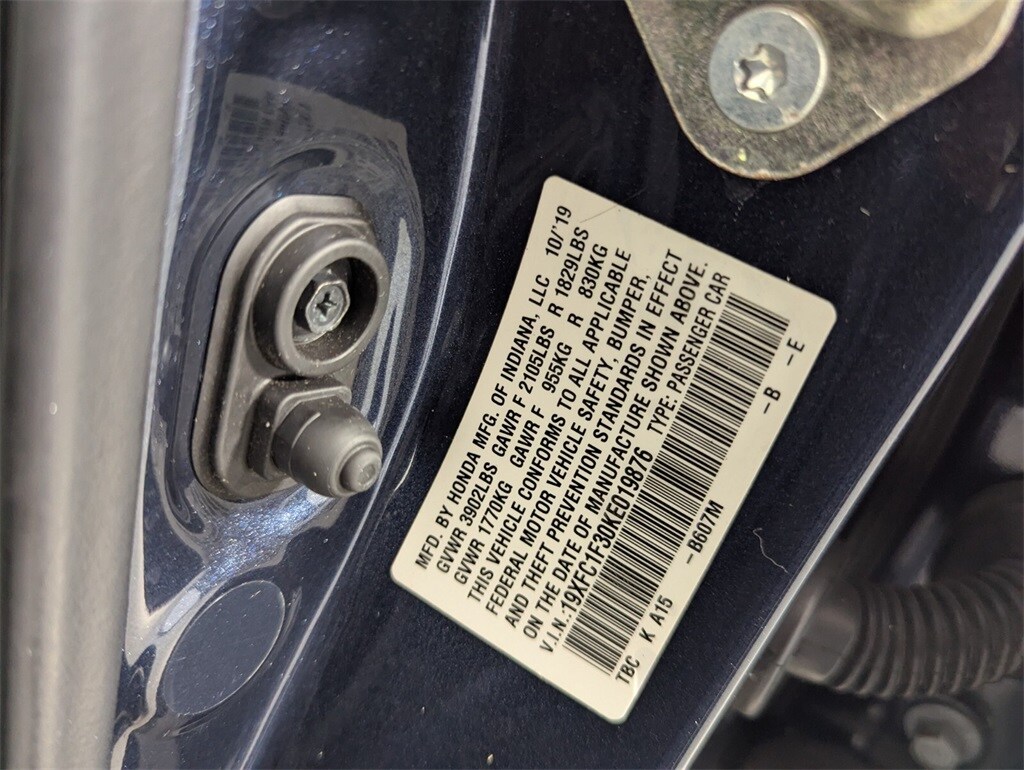 MFD. BY HONDA MFG. OF INDIANA, LLC 10/'19
GVWR 3902LBS GAWR F 2105LBS R 1829LBS
GVWR 1770KG GAWR F 955KG R 830KG
THIS VEHICLE CONFORMS TO ALL APPLICABLE
FEDERAL MOTOR VEHICLE SAFETY, BUMPER,
AND THEFT PREVENTION STANDARDS IN EFFECT
ON THE DATE OF MANUFACTURE SHOWN ABOVE.
V.I.N.:19XFC1F30KE019876 TYPE: PASSENGER CAR
TBC K A15 -B607M -B -E